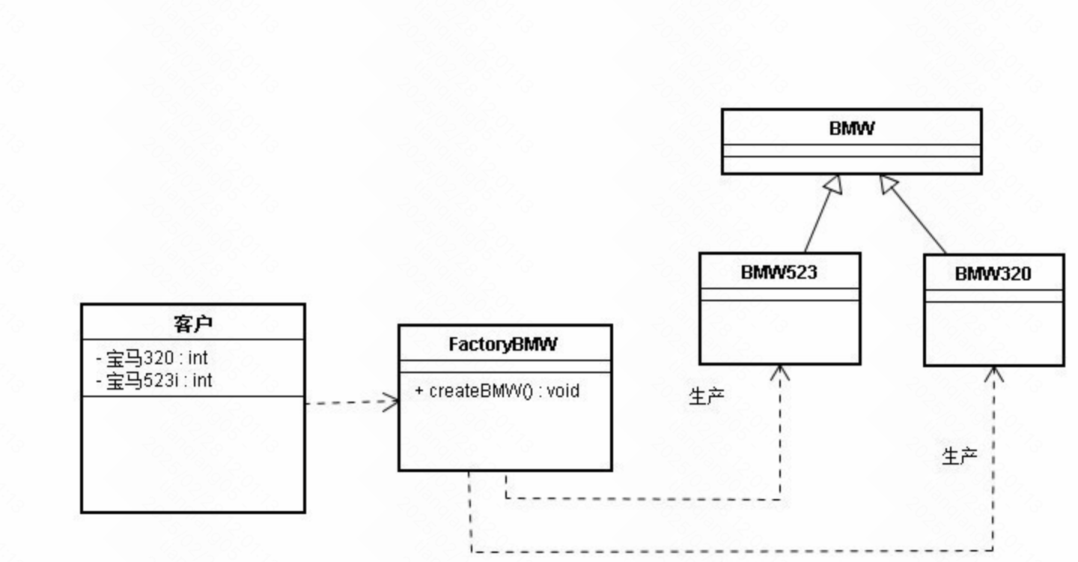 BMW
BMW523
BMW320
客户
- 宝马320 : int
- 宝马523i : int
FactoryBMW
+ createBMW() : void
生产
生产